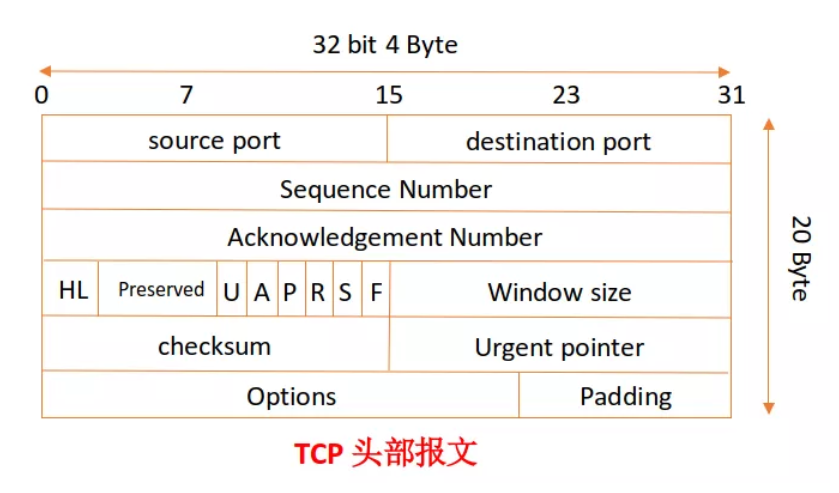 32 bit 4 Byte
0 7 15 23 31
source port destination port
Sequence Number
Acknowledgement Number
HL Preserved U A P R S F Window size
checksum Urgent pointer
Options Padding
20 Byte
TCP 头部报文